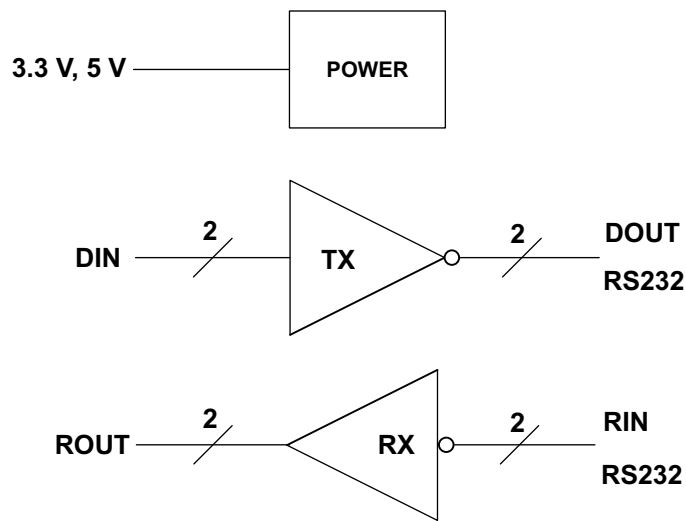 3.3 V, 5 V
POWER
2
2
DOUT
DIN
TX
RS232
2
2
RIN
ROUT
RX
RS232